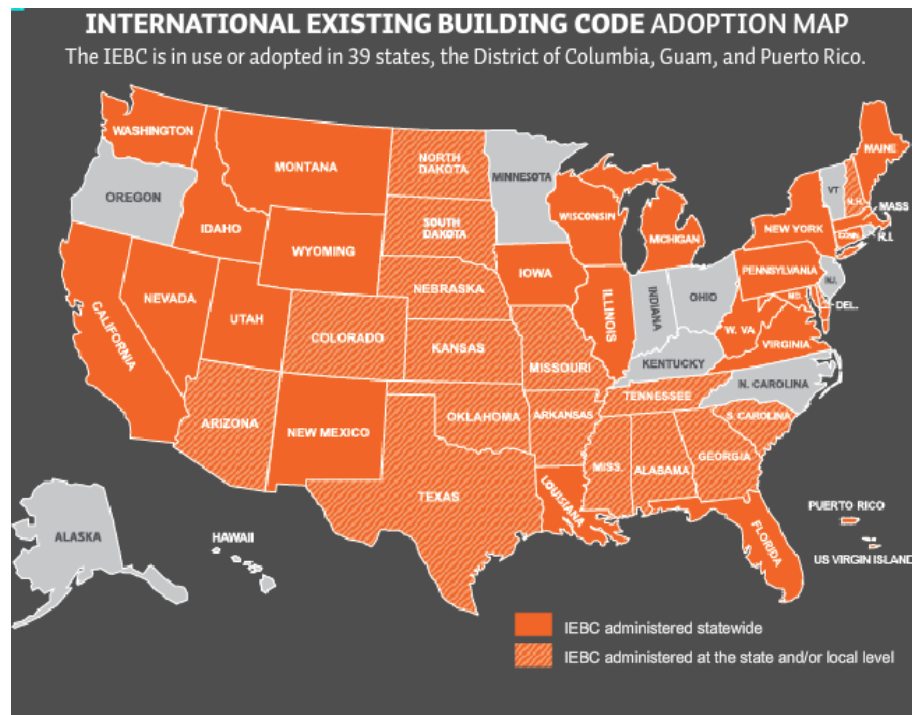 INTERNATIONAL EXISTING BUILDING CODE ADOPTION MAP
The IEBC is in use or adopted in 39 states, the District of Columbia, Guam, and Puerto Rico.
WASHINGTON
MONTANA
NORTH
DAKOTA
MINNESOTA
MAINE
VT
N.H.
MASS
OREGON
IDAHO
SOUTH
DAKOTA
WISCONSIN
MICHIGAN
NEW YORK
CONN.
R.I.
WYOMING
IOWA
PENNSYLVANIA
N.J.
NEVADA
NEBRASKA
ILLINOIS
INDIANA
OHIO
MD.
DEL.
CALIFORNIA
UTAH
COLORADO
KANSAS
MISSOURI
KENTUCKY
W. VA
VIRGINIA
N. CAROLINA
TENNESSEE
ARIZONA
NEW MEXICO
OKLAHOMA
ARKANSAS
S. CAROLINA
MISS.
ALABAMA
GEORGIA
TEXAS
LOUISIANA
FLORIDA
PUERTO RICO
ALASKA
HAWAII
US VIRGIN ISLAND
IEBC administered statewide
IEBC administered at the state and/or local level